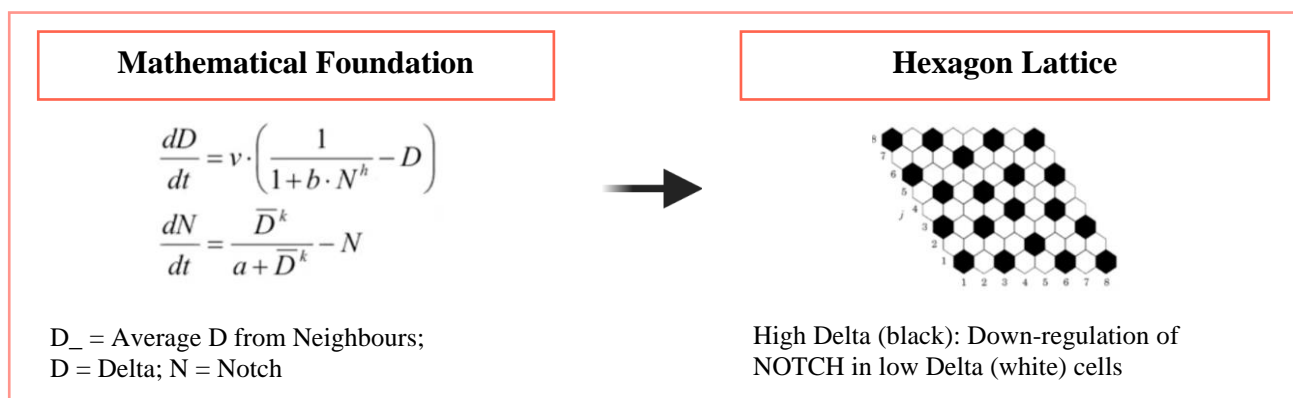 Mathematical Foundation
Hexagon Lattice
dD/dt = v · ( 1/(1 + b · N^h) − D )
dN/dt = D̅^k/(a + D̅^k) − N
8
7
6
5
j 4
3
2
1
1 2 3 4 5 6 7 8
D_ = Average D from Neighbours;
D = Delta; N = Notch
High Delta (black): Down-regulation of
NOTCH in low Delta (white) cells